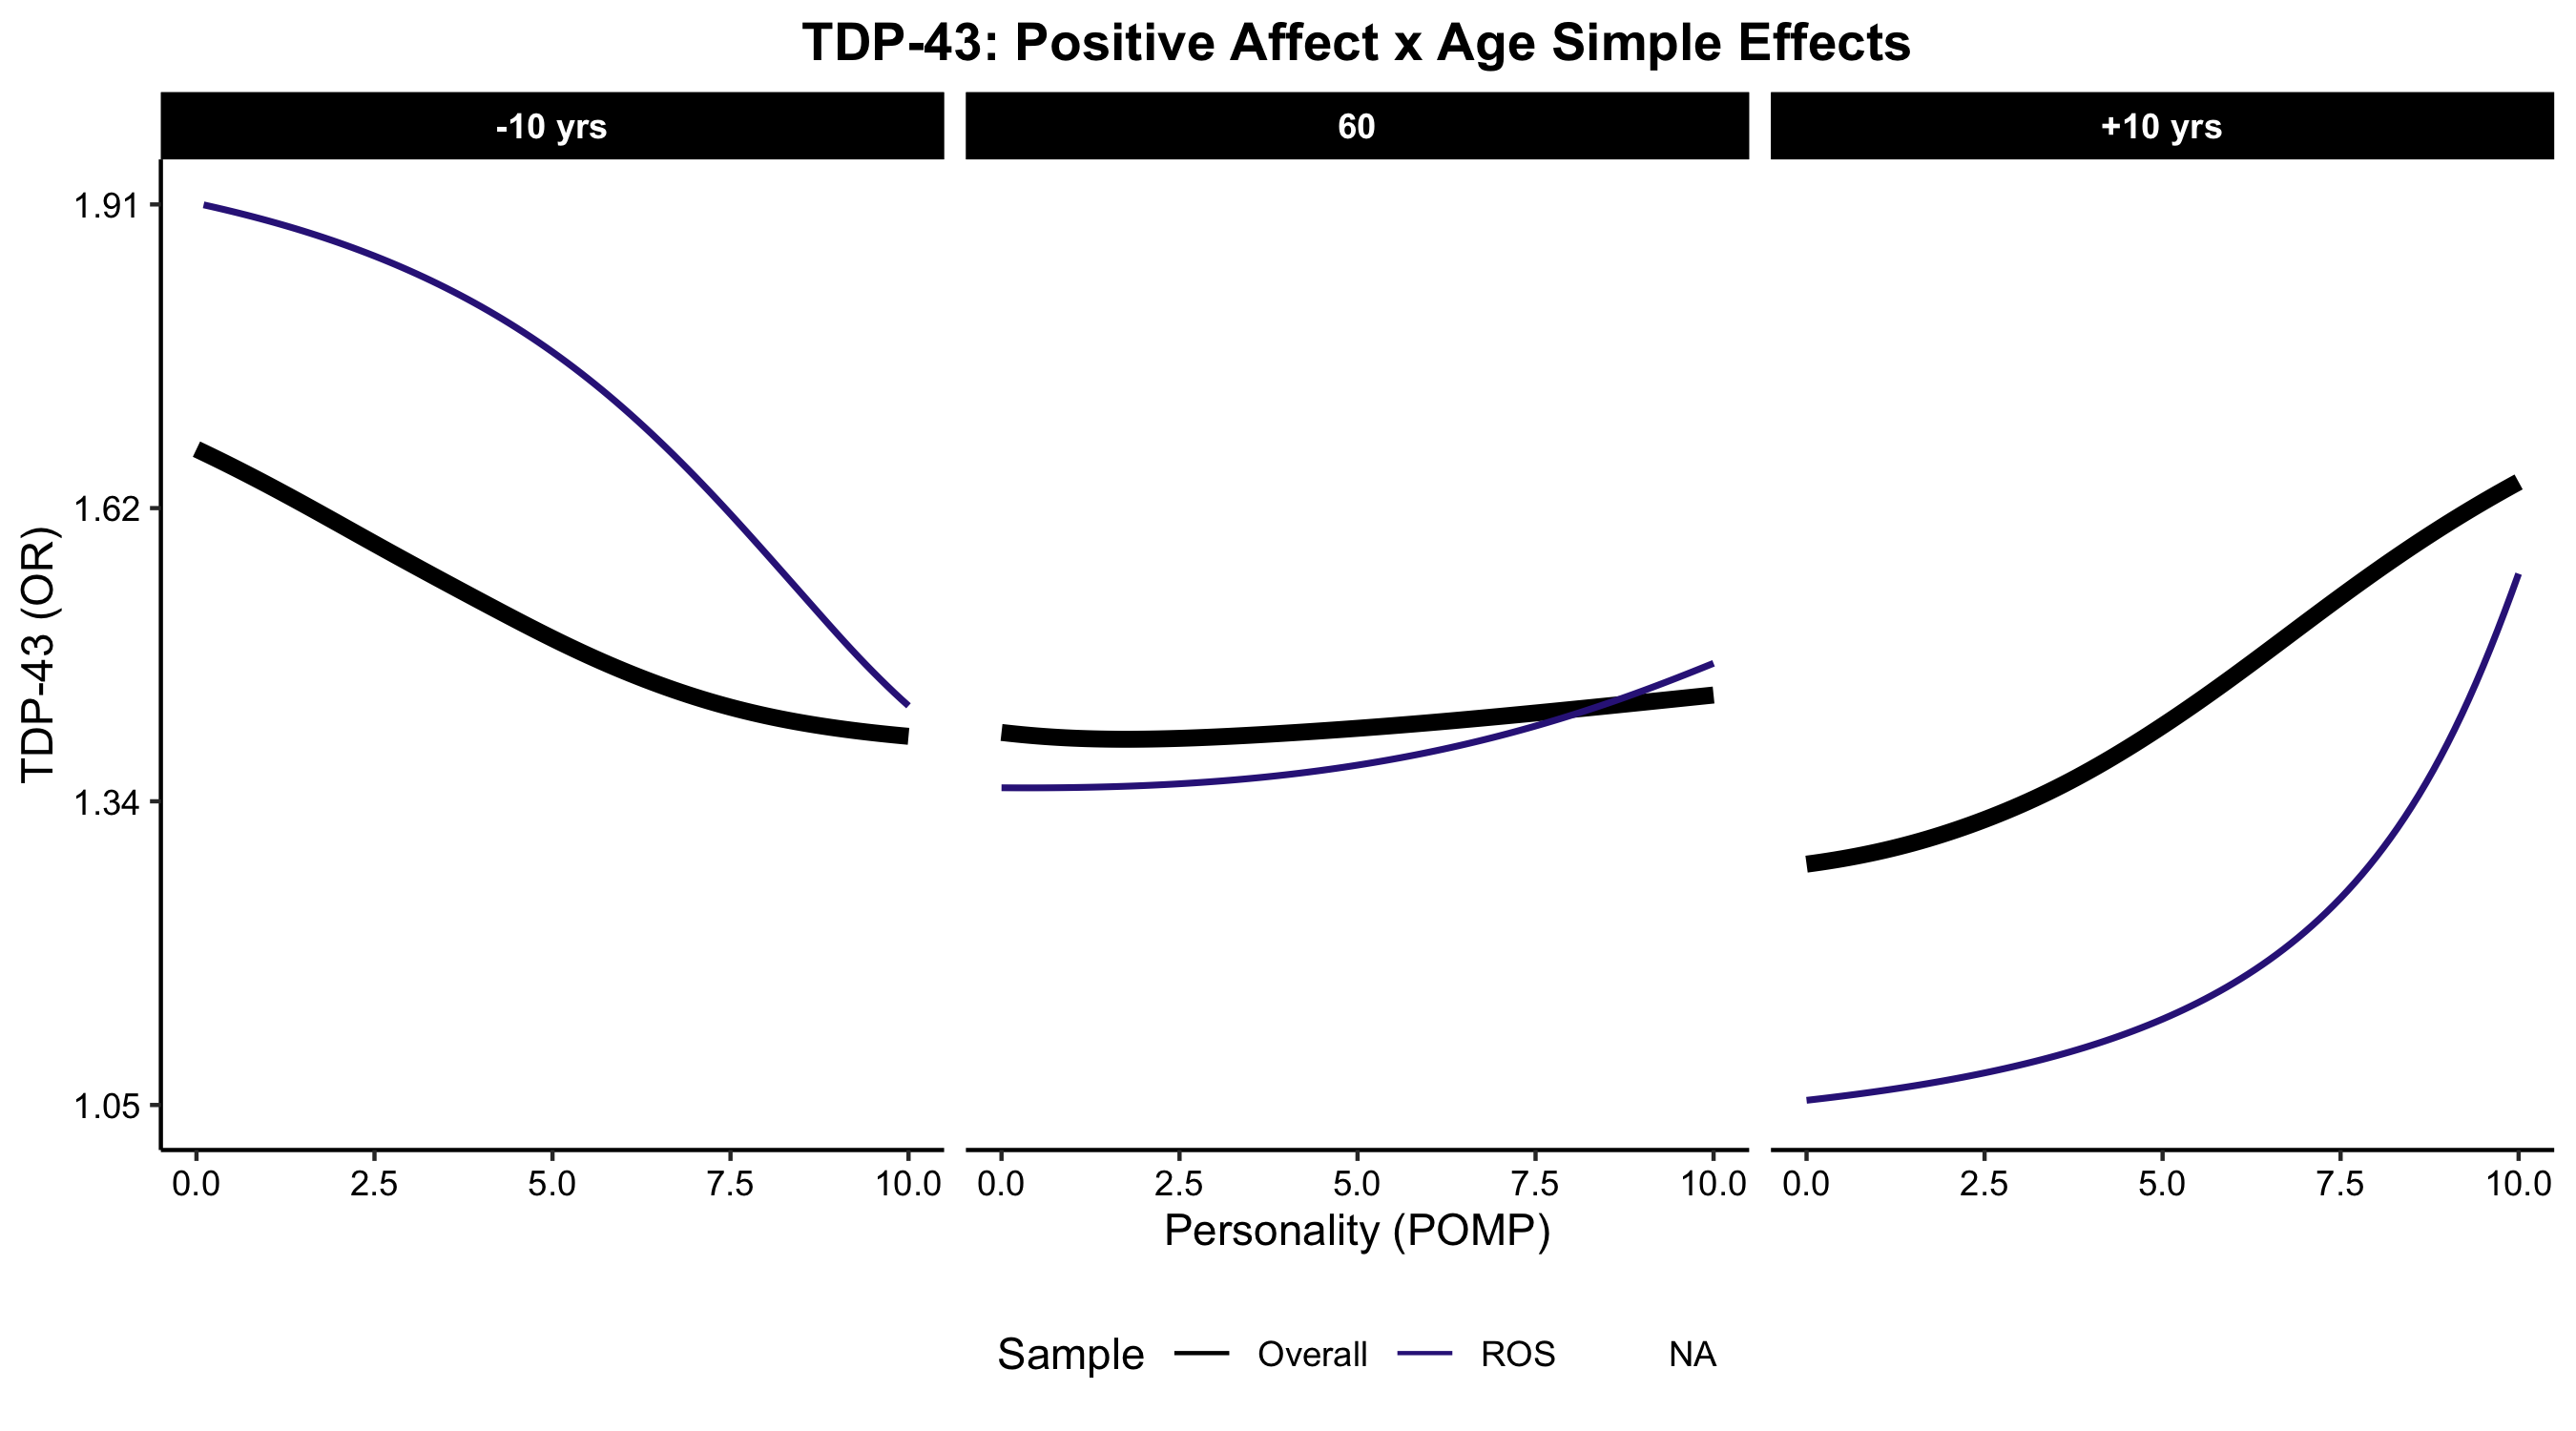 TDP-43: Positive Affect x Age Simple Effects
-10 yrs
60
+10 yrs
TDP-43 (OR)
1.91
1.62
1.34
1.05
0.0 2.5 5.0 7.5 10.0
0.0 2.5 5.0 7.5 10.0
0.0 2.5 5.0 7.5 10.0
Personality (POMP)
Sample Overall ROS NA